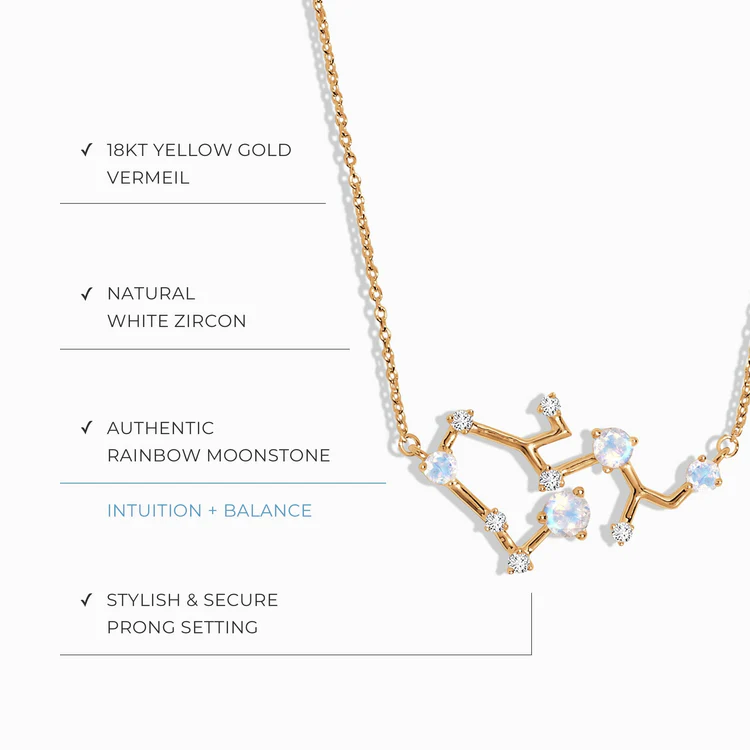 ✓ 18KT YELLOW GOLD
VERMEIL
✓ NATURAL
WHITE ZIRCON
✓ AUTHENTIC
RAINBOW MOONSTONE
INTUITION + BALANCE
✓ STYLISH & SECURE
PRONG SETTING